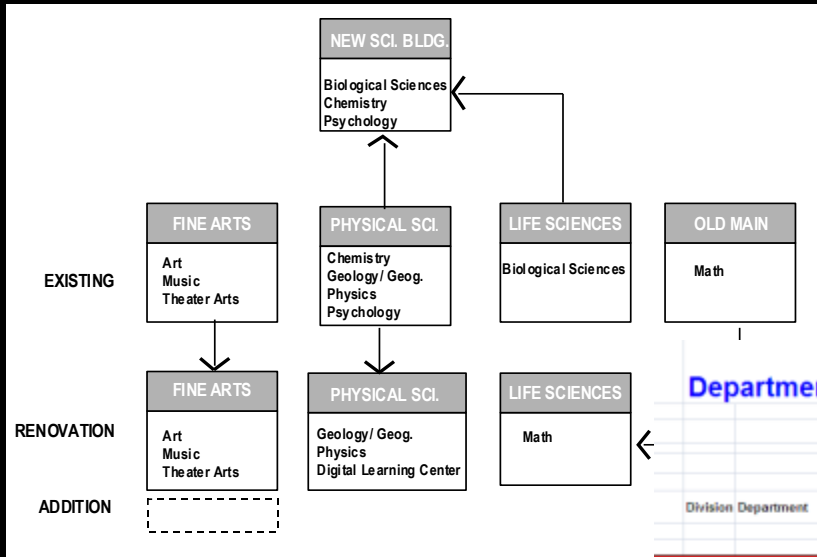 NEW SCI. BLDG.
Biological Sciences
Chemistry
Psychology
EXISTING
FINE ARTS
Art
Music
Theater Arts
PHYSICAL SCI.
Chemistry
Geology/ Geog.
Physics
Psychology
LIFE SCIENCES
Biological Sciences
OLD MAIN
Math
RENOVATION
FINE ARTS
Art
Music
Theater Arts
PHYSICAL SCI.
Geology/ Geog.
Physics
Digital Learning Center
LIFE SCIENCES
Math
ADDITION
Departme
Division Department